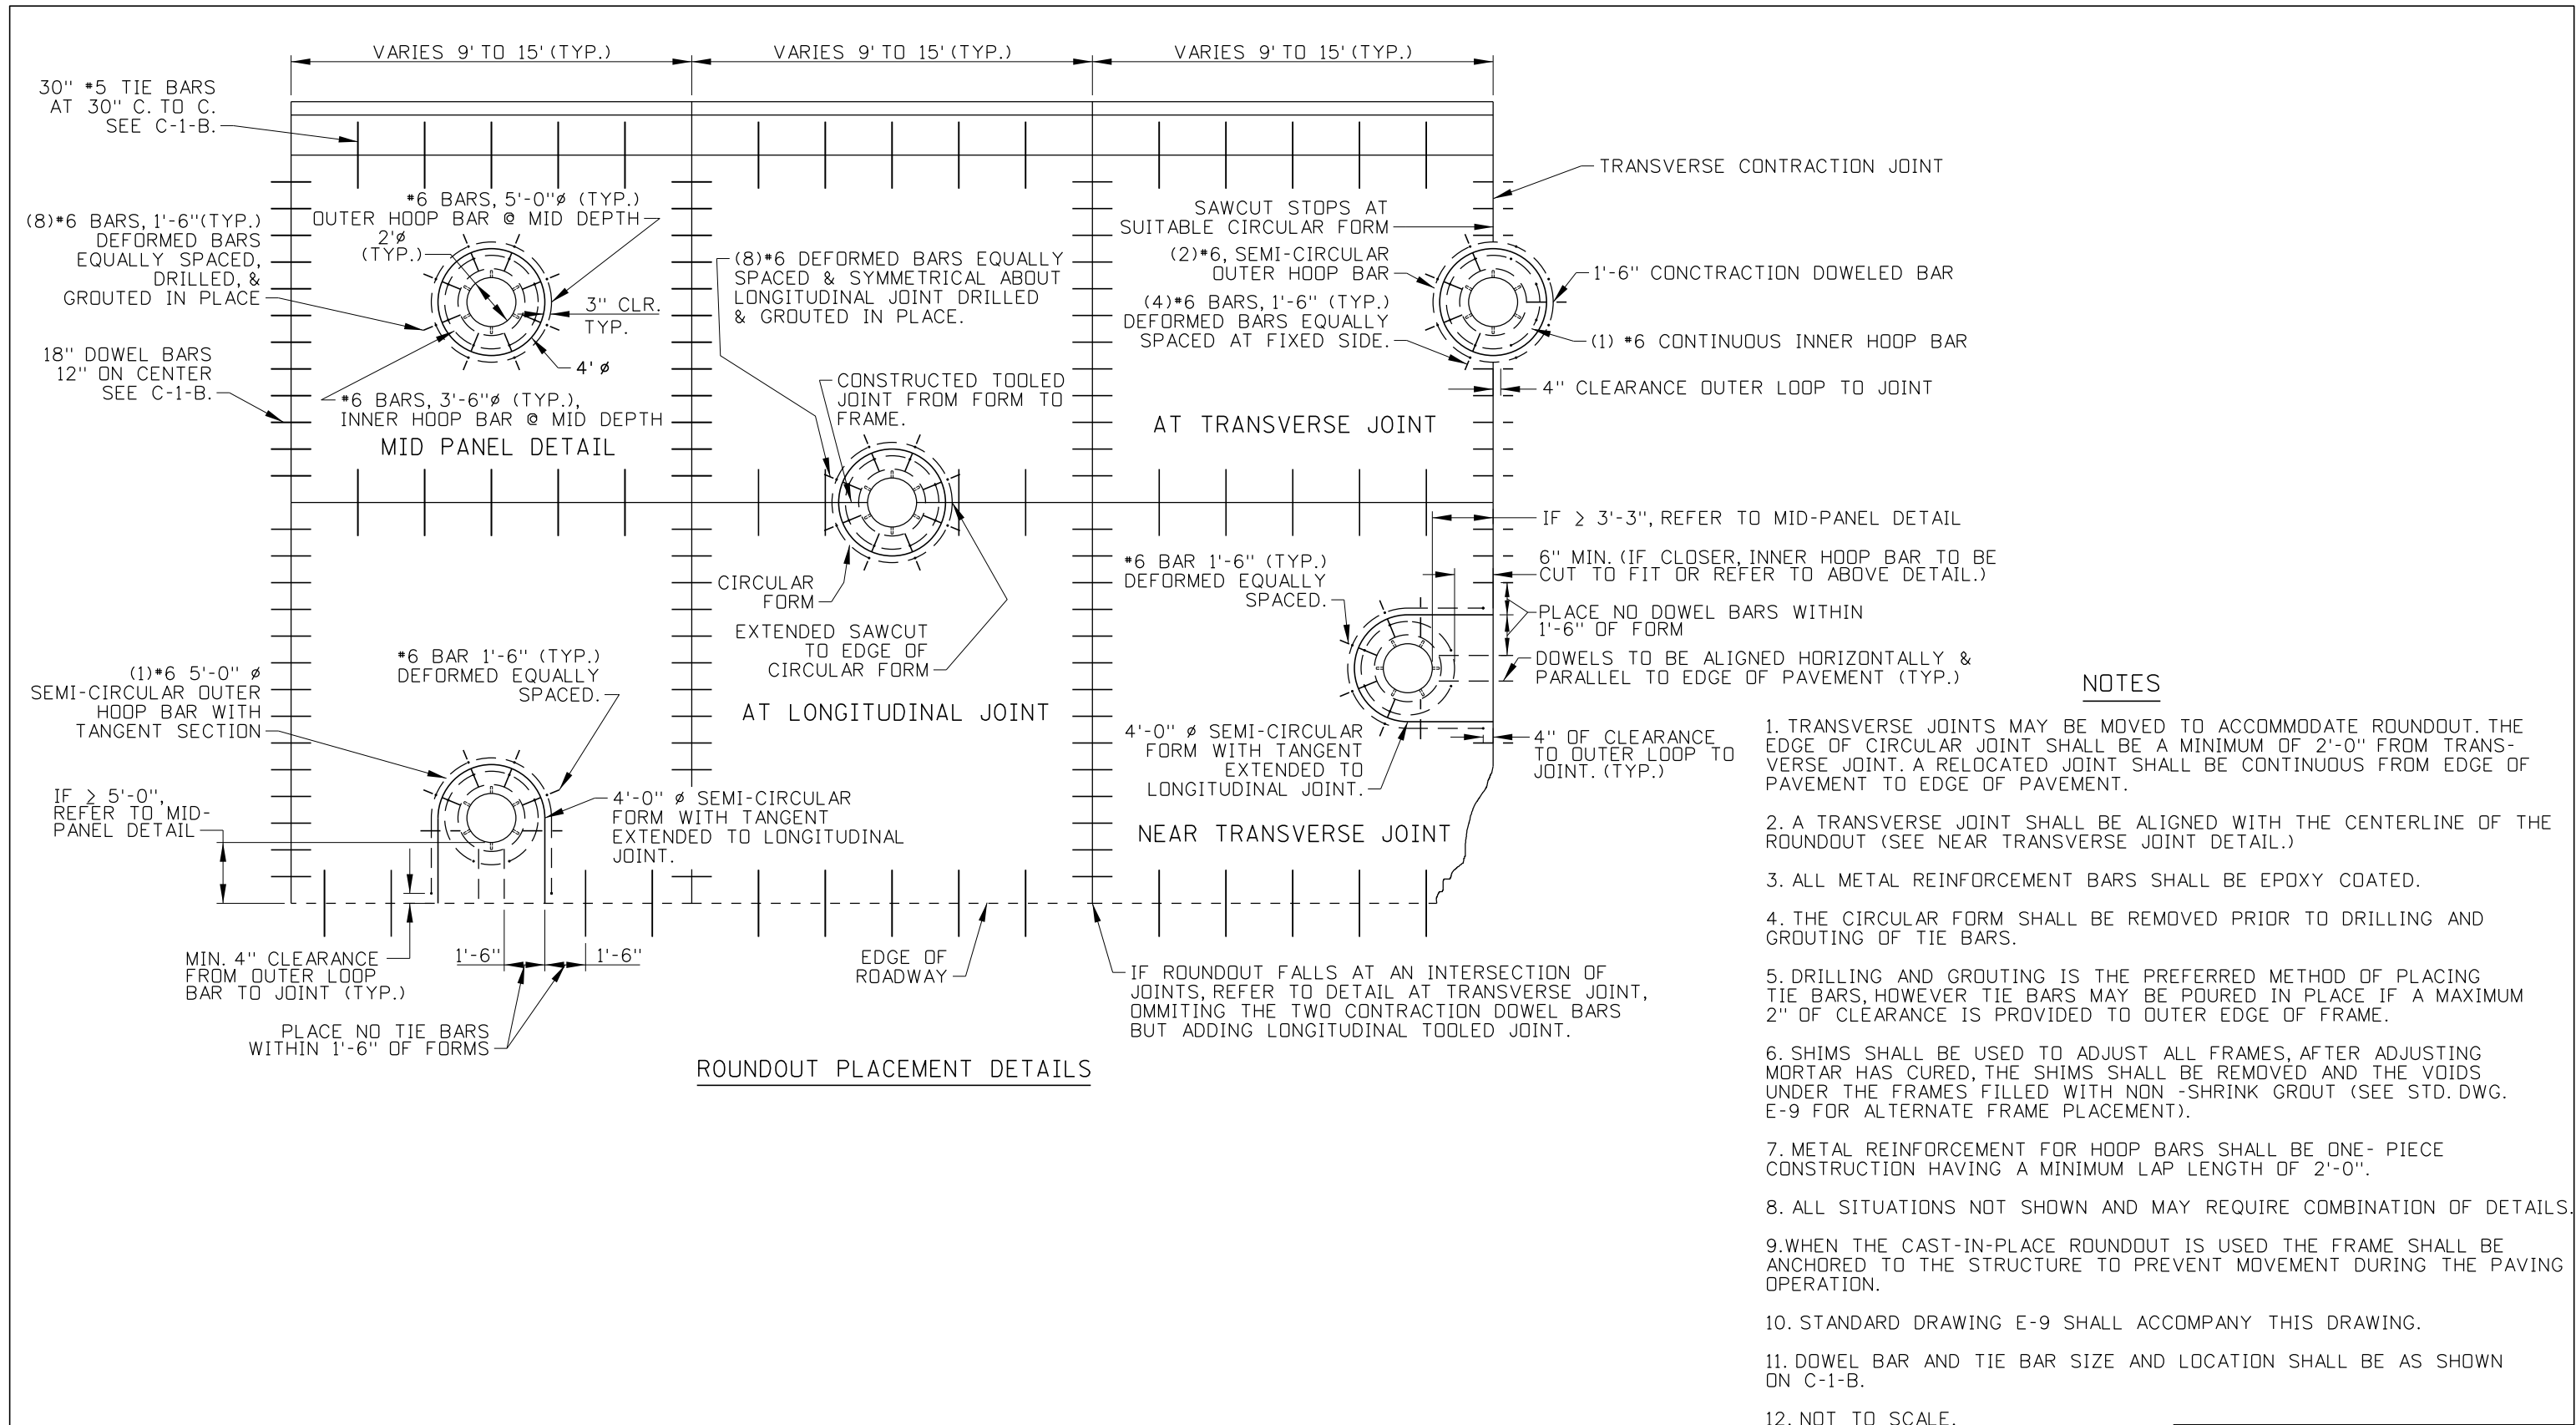 VARIES 9' TO 15' (TYP.)
VARIES 9' TO 15' (TYP.)
VARIES 9' TO 15' (TYP.)
30" #5 TIE BARS
AT 30" C. TO C.
SEE C-1-B.
(8)#6 BARS, 1'-6"(TYP.)
DEFORMED BARS
EQUALLY SPACED,
DRILLED, &
GROUTED IN PLACE
18" DOWEL BARS
12" ON CENTER
SEE C-1-B.
#6 BARS, 5'-0"ø (TYP.)
OUTER HOOP BAR @ MID DEPTH
2'ø
(TYP.)
3" CLR.
TYP.
4' ø
#6 BARS, 3'-6"ø (TYP.),
INNER HOOP BAR @ MID DEPTH
MID PANEL DETAIL
(8)#6 DEFORMED BARS EQUALLY
SPACED & SYMMETRICAL ABOUT
LONGITUDINAL JOINT DRILLED
& GROUTED IN PLACE.
CONSTRUCTED TOOLED
JOINT FROM FORM TO
FRAME.
CIRCULAR
FORM
EXTENDED SAWCUT
TO EDGE OF
CIRCULAR FORM
AT LONGITUDINAL JOINT
TRANSVERSE CONTRACTION JOINT
SAWCUT STOPS AT
SUITABLE CIRCULAR FORM
(2)#6, SEMI-CIRCULAR
OUTER HOOP BAR
(4)#6 BARS, 1'-6" (TYP.)
DEFORMED BARS EQUALLY
SPACED AT FIXED SIDE.
1'-6" CONCTRACTION DOWELED BAR
(1) #6 CONTINUOUS INNER HOOP BAR
4" CLEARANCE OUTER LOOP TO JOINT
AT TRANSVERSE JOINT
IF ≥ 3'-3", REFER TO MID-PANEL DETAIL
6" MIN. (IF CLOSER, INNER HOOP BAR TO BE
CUT TO FIT OR REFER TO ABOVE DETAIL.)
PLACE NO DOWEL BARS WITHIN
1'-6" OF FORM
DOWELS TO BE ALIGNED HORIZONTALLY &
PARALLEL TO EDGE OF PAVEMENT (TYP.)
#6 BAR 1'-6" (TYP.)
DEFORMED EQUALLY
SPACED.
4'-0" ø SEMI-CIRCULAR
FORM WITH TANGENT
EXTENDED TO
LONGITUDINAL JOINT.
4" OF CLEARANCE
TO OUTER LOOP TO
JOINT. (TYP.)
NEAR TRANSVERSE JOINT
(1)#6 5'-0" ø
SEMI-CIRCULAR OUTER
HOOP BAR WITH
TANGENT SECTION
#6 BAR 1'-6" (TYP.)
DEFORMED EQUALLY
SPACED.
IF ≥ 5'-0",
REFER TO MID-
PANEL DETAIL
4'-0" ø SEMI-CIRCULAR
FORM WITH TANGENT
EXTENDED TO LONGITUDINAL
JOINT.
MIN. 4" CLEARANCE
FROM OUTER LOOP
BAR TO JOINT (TYP.)
1'-6"
1'-6"
PLACE NO TIE BARS
WITHIN 1'-6" OF FORMS
EDGE OF
ROADWAY
IF ROUNDOUT FALLS AT AN INTERSECTION OF
JOINTS, REFER TO DETAIL AT TRANSVERSE JOINT,
OMMITING THE TWO CONTRACTION DOWEL BARS
BUT ADDING LONGITUDINAL TOOLED JOINT.
ROUNDOUT PLACEMENT DETAILS
NOTES
1. TRANSVERSE JOINTS MAY BE MOVED TO ACCOMMODATE ROUNDOUT. THE
EDGE OF CIRCULAR JOINT SHALL BE A MINIMUM OF 2'-0" FROM TRANS-
VERSE JOINT. A RELOCATED JOINT SHALL BE CONTINUOUS FROM EDGE OF
PAVEMENT TO EDGE OF PAVEMENT.
2. A TRANSVERSE JOINT SHALL BE ALIGNED WITH THE CENTERLINE OF THE
ROUNDOUT (SEE NEAR TRANSVERSE JOINT DETAIL.)
3. ALL METAL REINFORCEMENT BARS SHALL BE EPOXY COATED.
4. THE CIRCULAR FORM SHALL BE REMOVED PRIOR TO DRILLING AND
GROUTING OF TIE BARS.
5. DRILLING AND GROUTING IS THE PREFERRED METHOD OF PLACING
TIE BARS, HOWEVER TIE BARS MAY BE POURED IN PLACE IF A MAXIMUM
2" OF CLEARANCE IS PROVIDED TO OUTER EDGE OF FRAME.
6. SHIMS SHALL BE USED TO ADJUST ALL FRAMES, AFTER ADJUSTING
MORTAR HAS CURED, THE SHIMS SHALL BE REMOVED AND THE VOIDS
UNDER THE FRAMES FILLED WITH NON -SHRINK GROUT (SEE STD. DWG.
E-9 FOR ALTERNATE FRAME PLACEMENT).
7. METAL REINFORCEMENT FOR HOOP BARS SHALL BE ONE- PIECE
CONSTRUCTION HAVING A MINIMUM LAP LENGTH OF 2'-0".
8. ALL SITUATIONS NOT SHOWN AND MAY REQUIRE COMBINATION OF DETAILS.
9.WHEN THE CAST-IN-PLACE ROUNDOUT IS USED THE FRAME SHALL BE
ANCHORED TO THE STRUCTURE TO PREVENT MOVEMENT DURING THE PAVING
OPERATION.
10. STANDARD DRAWING E-9 SHALL ACCOMPANY THIS DRAWING.
11. DOWEL BAR AND TIE BAR SIZE AND LOCATION SHALL BE AS SHOWN
ON C-1-B.
12. NOT TO SCALE.